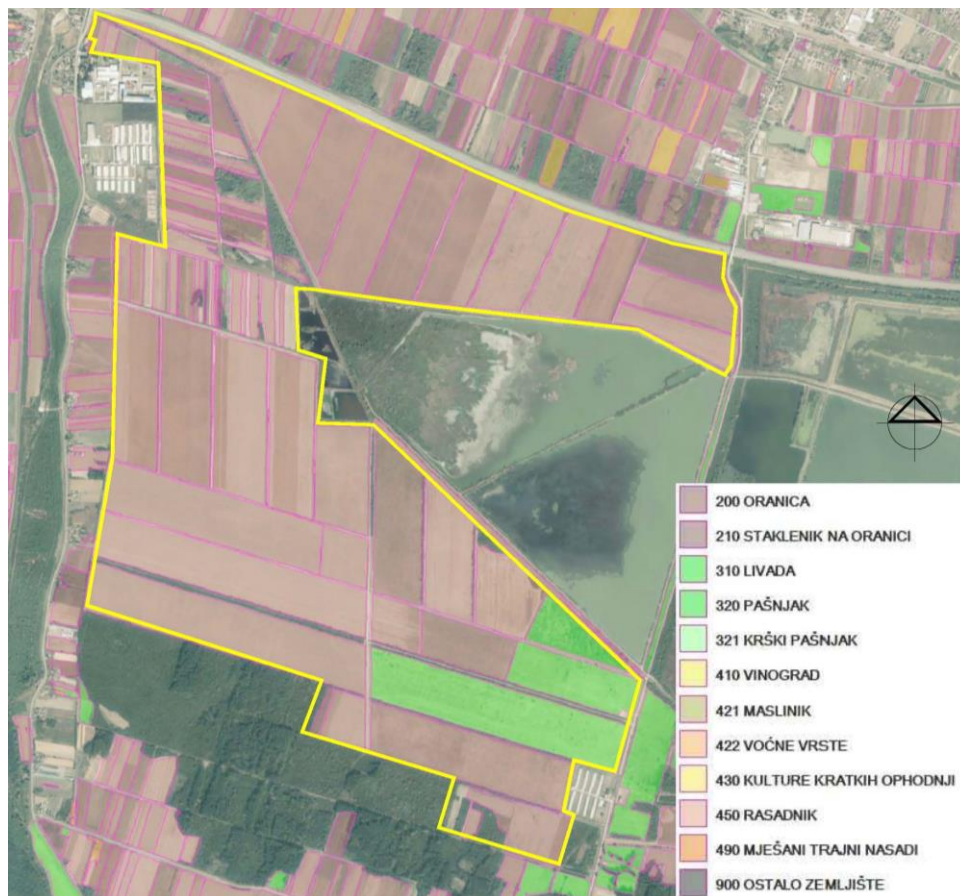 200 ORANICA
210 STAKLENIK NA ORANICI
310 LIVADA
320 PAŠNJAK
321 KRŠKI PAŠNJAK
410 VINOGRAD
421 MASLINIK
422 VOĆNE VRSTE
430 KULTURE KRATKIH OPHODNJI
450 RASADNIK
490 MJEŠANI TRAJNI NASADI
900 OSTALO ZEMLJIŠTE